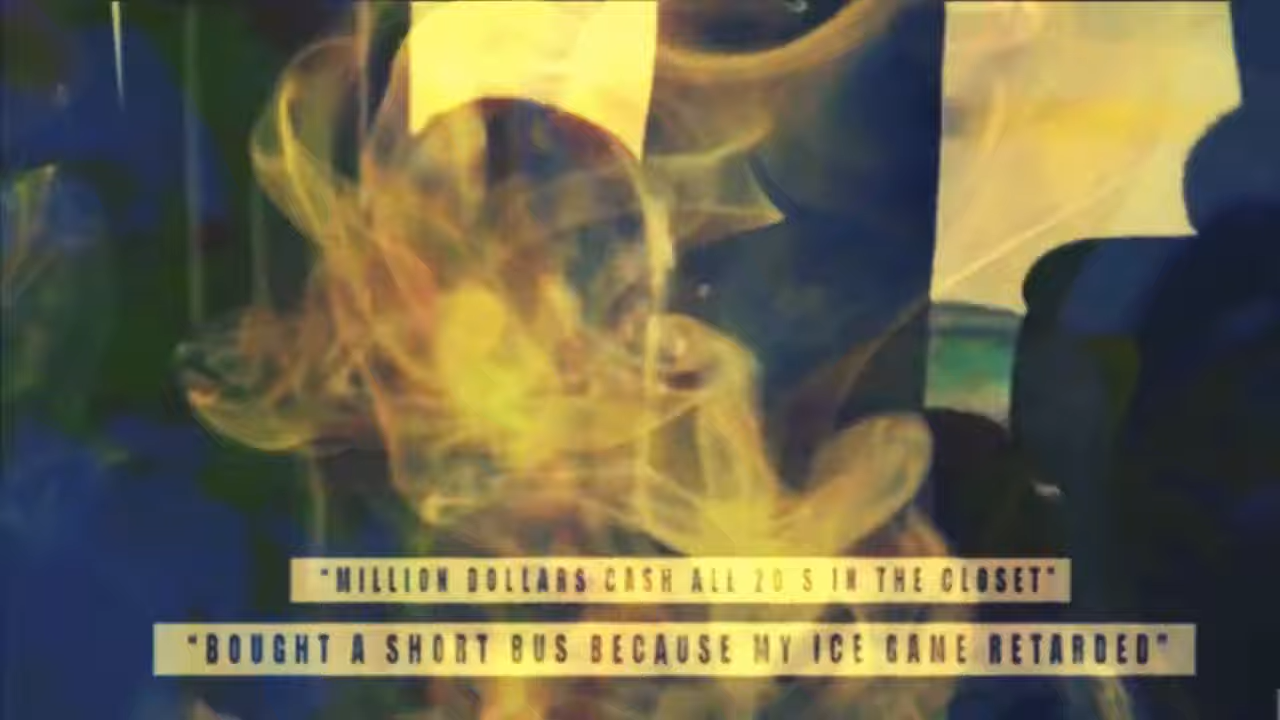 "MILLION DOLLARS CASH ALL 20'S IN THE CLOSET"
"BOUGHT A SHORT BUS BECAUSE MY ICE GAME RETARDED"